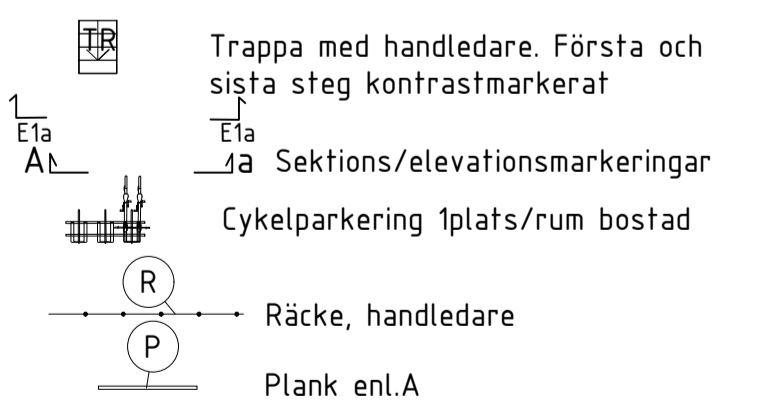 TR
Trappa med handledare. Första och
sista steg kontrastmarkerat
E1a E1a
A a Sektions/elevationsmarkeringar
Cykelparkering 1plats/rum bostad
R
Räcke, handledare
P
Plank enl.A